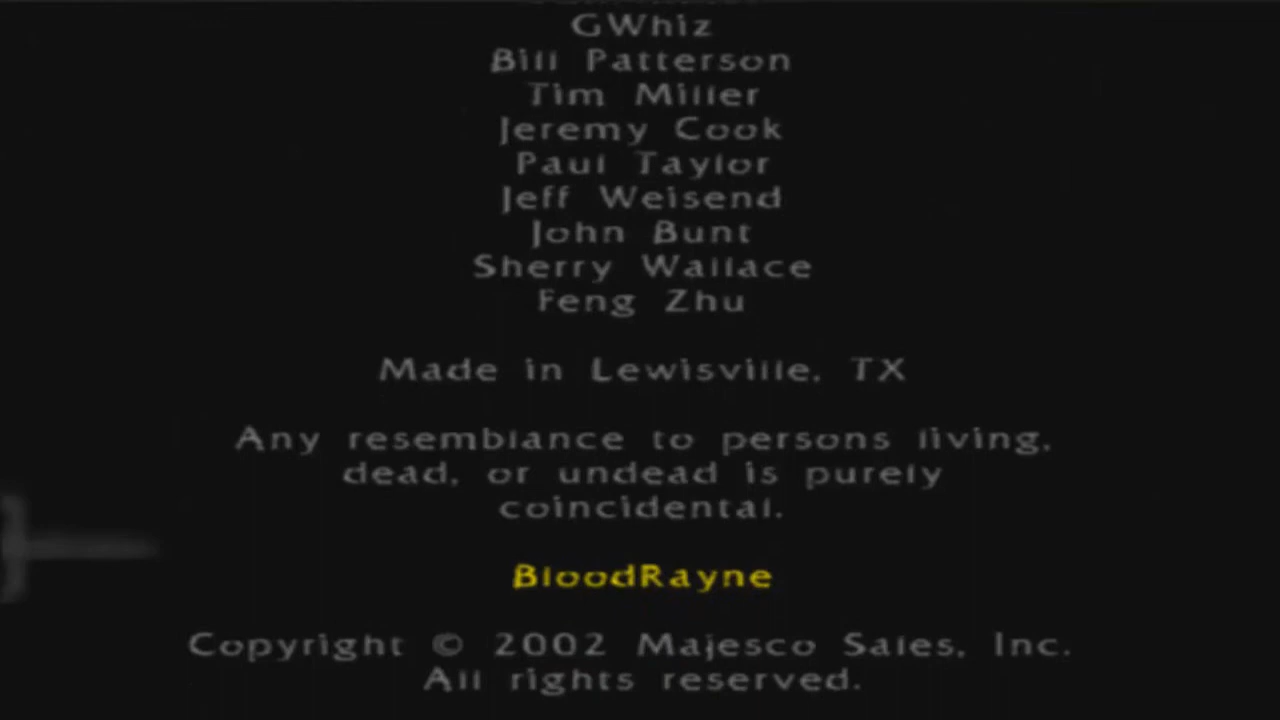 GWhiz
Bill Patterson
Tim Miller
Jeremy Cook
Paul Taylor
Jeff Weisend
John Bunt
Sherry Wallace
Feng Zhu
Made in Lewisville, TX
Any resemblance to persons living,
dead, or undead is purely
coincidental.
BloodRayne
Copyright © 2002 Majesco Sales, Inc.
All rights reserved.